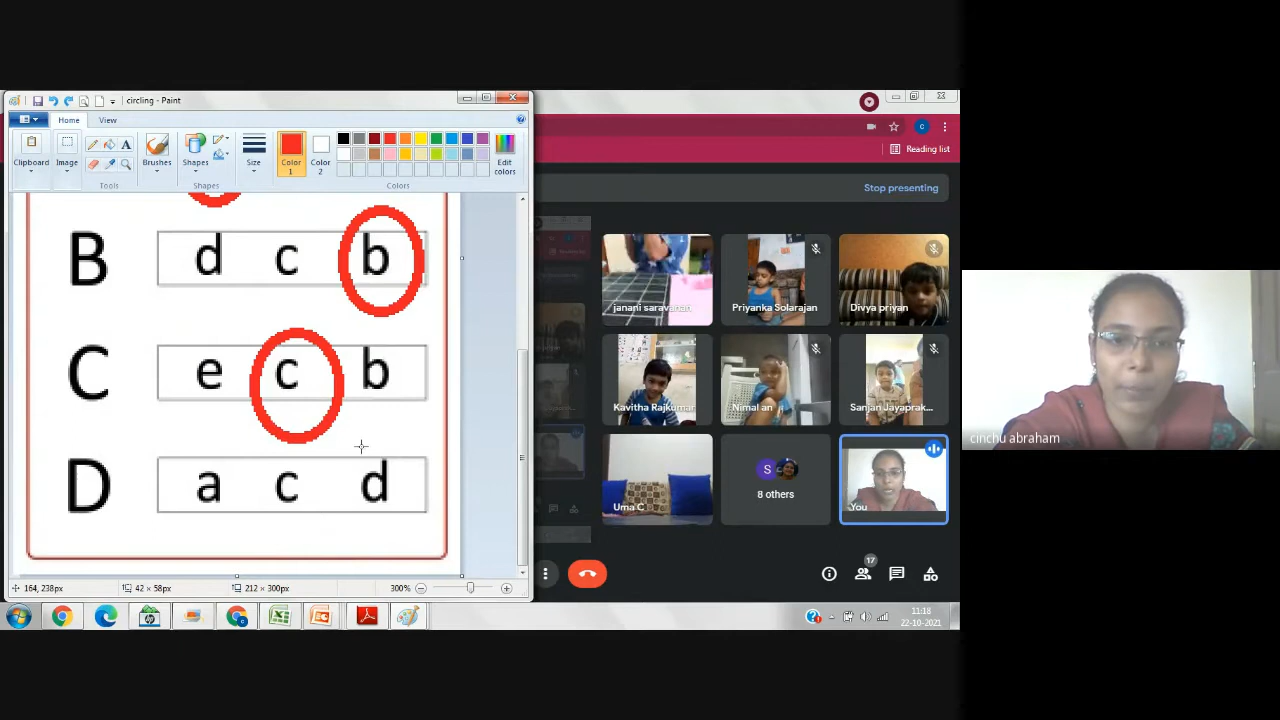 circling - Paint
Home View
Clipboard
Image
Tools
Brushes
Shapes
Shapes
Size
Color 1
Color 2
Edit colors
Colors
Reading list
Stop presenting
B d c b
C e c b
D a c d
janani saravanan
Priyanka Solarajan
Divya priyan
Kavitha Rajkumar
Nimal an
Sanjan Jayaprak...
Uma C
S
8 others
You
cinchu abraham
17
164, 238px
42 × 58px
212 × 300px
300%
11:18
22-10-2021